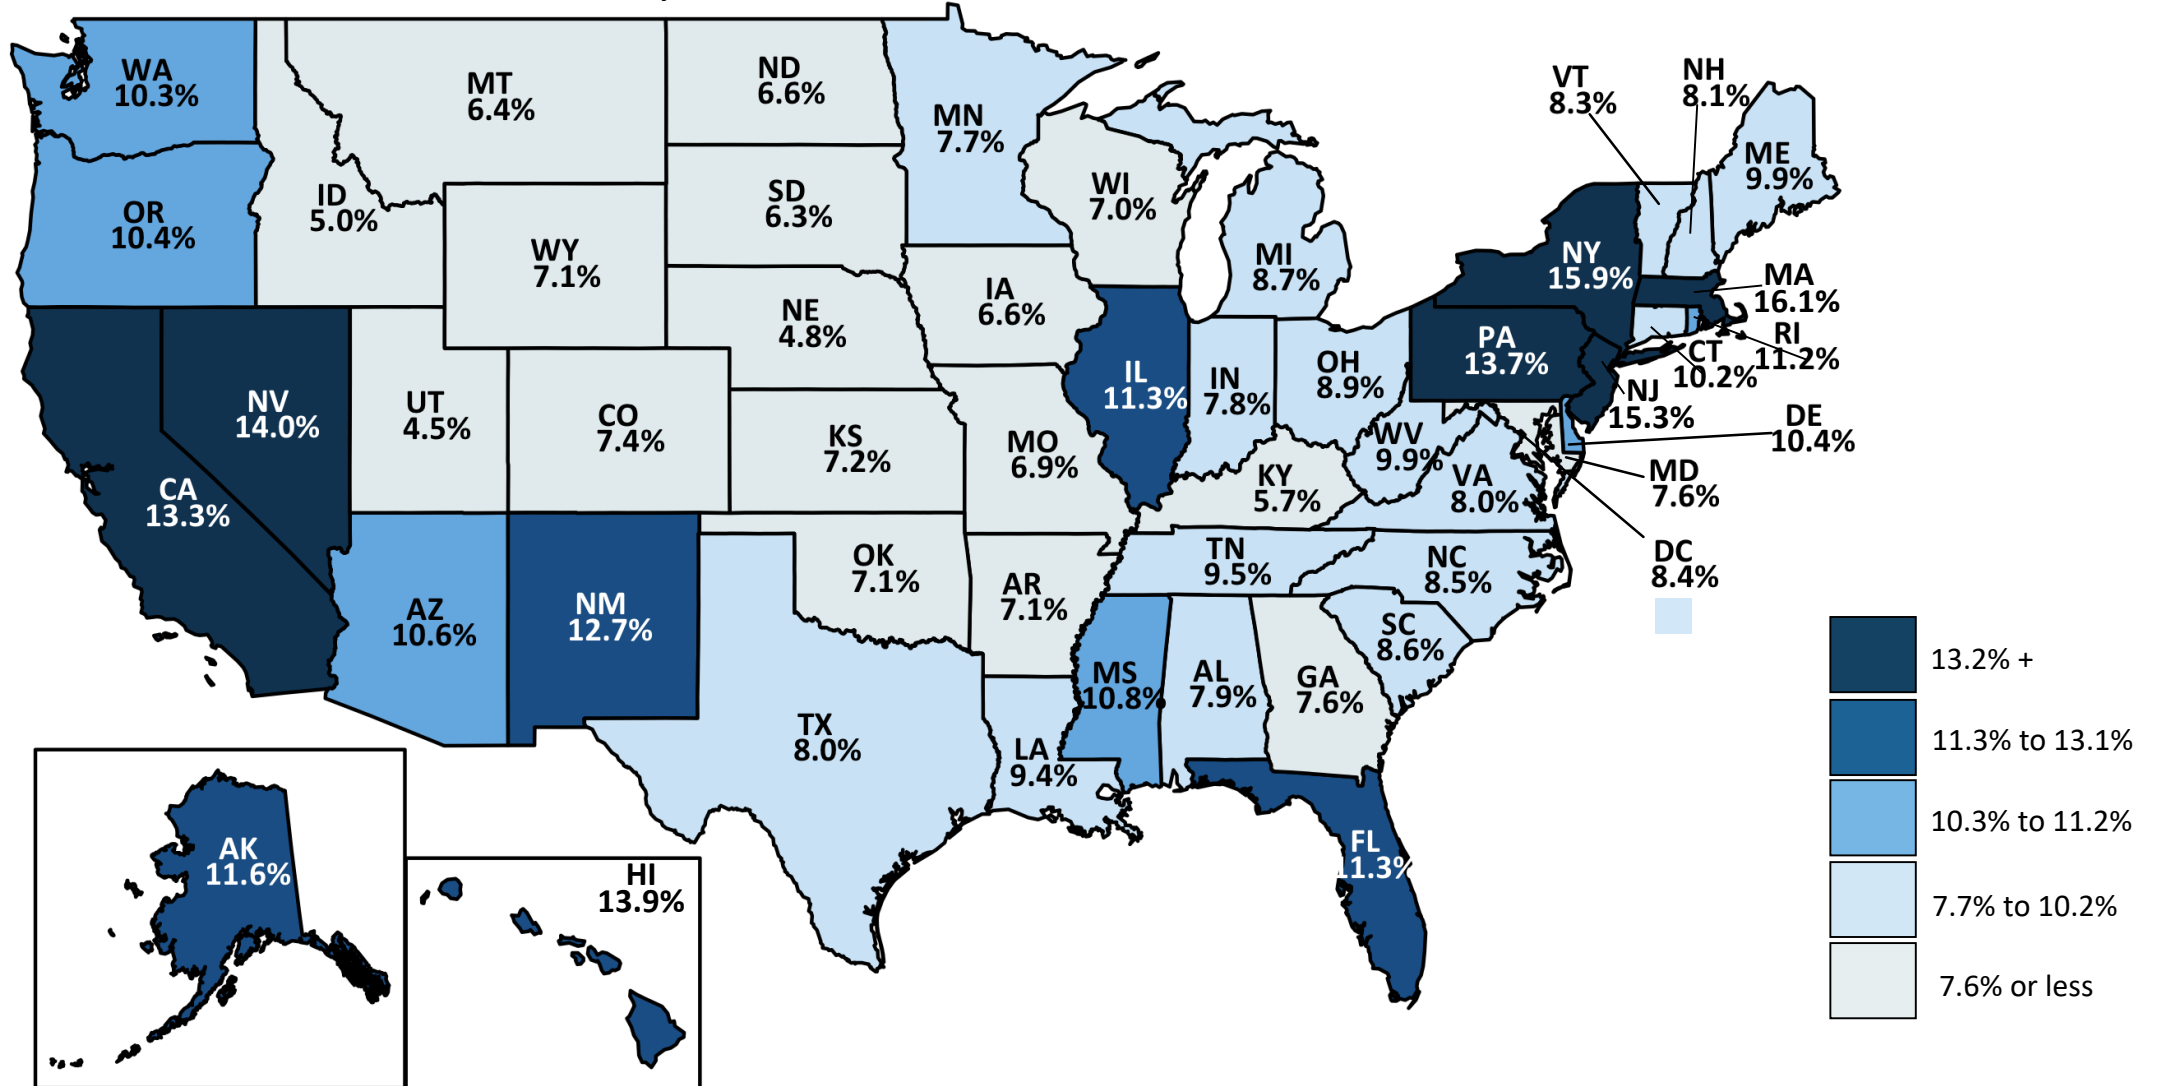 WA
10.3%
MT
6.4%
ND
6.6%
MN
7.7%
VT
8.3%
NH
8.1%
ME
9.9%
OR
10.4%
ID
5.0%
SD
6.3%
WI
7.0%
WY
7.1%
MI
8.7%
NY
15.9%
MA
16.1%
IA
6.6%
NE
4.8%
PA
13.7%
RI
11.2%
CT
10.2%
NJ
15.3%
NV
14.0%
UT
4.5%
CO
7.4%
KS
7.2%
MO
6.9%
IL
11.3%
IN
7.8%
OH
8.9%
WV
9.9%
DE
10.4%
CA
13.3%
KY
5.7%
VA
8.0%
MD
7.6%
DC
8.4%
AZ
10.6%
NM
12.7%
OK
7.1%
AR
7.1%
TN
9.5%
NC
8.5%
SC
8.6%
MS
10.8%
AL
7.9%
GA
7.6%
TX
8.0%
LA
9.4%
FL
11.3%
AK
11.6%
HI
13.9%
13.2% +
11.3% to 13.1%
10.3% to 11.2%
7.7% to 10.2%
7.6% or less